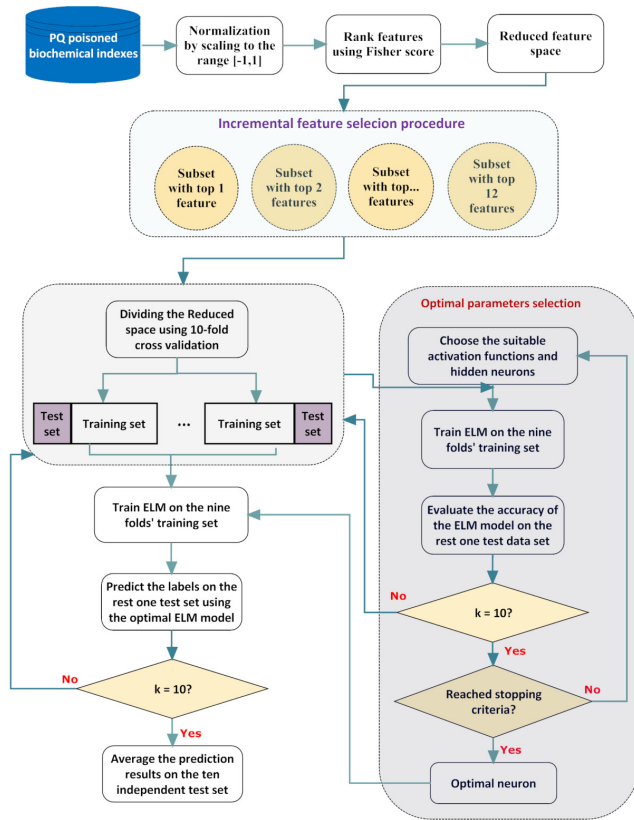 PQ poisoned
biochemical indexes
Normalization
by scaling to the
range [-1,1]
Rank features
using Fisher score
Reduced feature
space
Incremental feature selecion procedure
Subset
with top 1
feature
Subset
with top 2
features
Subset
with top...
features
Subset
with top
12
features
Dividing the Reduced
space using 10-fold
cross validation
Test
set
Training set
...
Training set
Test
set
Train ELM on the nine
folds' training set
Predict the labels on the
rest one test set using
the optimal ELM model
No
k = 10?
Yes
Average the prediction
results on the ten
independent test set
Optimal parameters selection
Choose the suitable
activation functions and
hidden neurons
Train ELM on the nine
folds' training set
Evaluate the accuracy of
the ELM model on the
rest one test data set
No
k = 10?
Yes
Reached stopping
criteria?
No
Yes
Optimal neuron